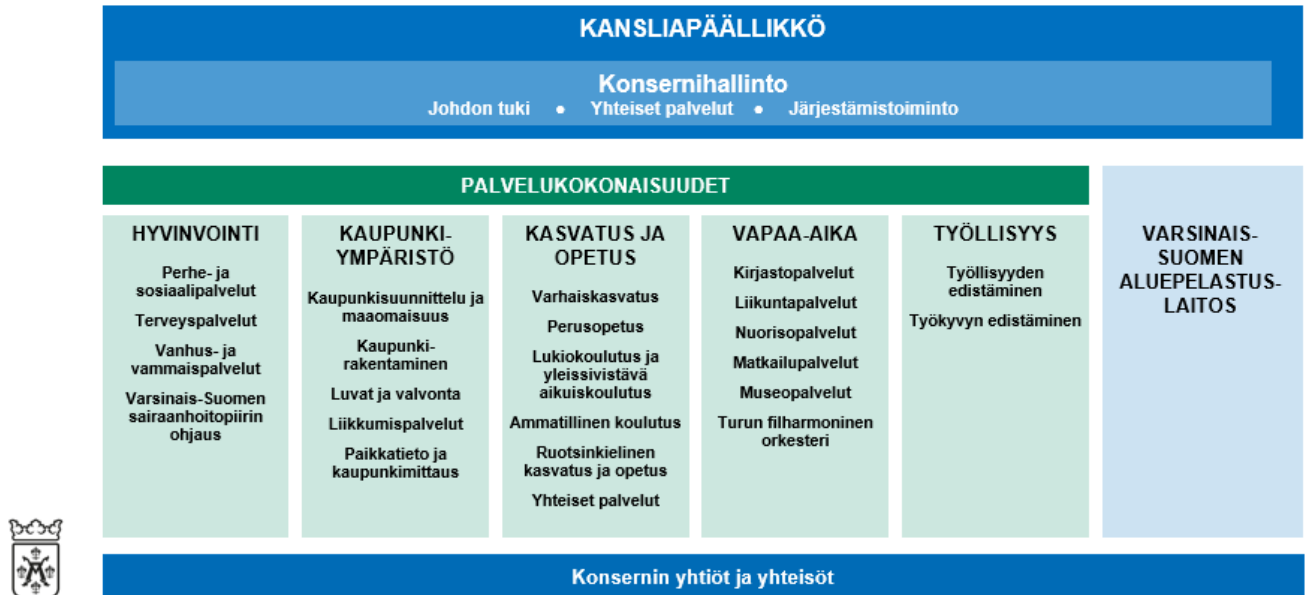 KANSLIAPÄÄLLIKKÖ
Konsernihallinto
Johdon tuki • Yhteiset palvelut • Järjestämistoiminto
PALVELUKOKONAISUUDET
HYVINVOINTI
Perhe- ja
sosiaalipalvelut
Terveyspalvelut
Vanhus- ja
vammaispalvelut
Varsinais-Suomen
sairaanhoitopiirin
ohjaus
KAUPUNKI-
YMPÄRISTÖ
Kaupunkisuunnittelu ja
maaomaisuus
Kaupunki-
rakentaminen
Luvat ja valvonta
Liikkumispalvelut
Paikkatieto ja
kaupunkimittaus
KASVATUS JA
OPETUS
Varhaiskasvatus
Perusopetus
Lukiokoulutus ja
yleissivistävä
aikuiskoulutus
Ammatillinen koulutus
Ruotsinkielinen
kasvatus ja opetus
Yhteiset palvelut
VAPAA-AIKA
Kirjastopalvelut
Liikuntapalvelut
Nuorisopalvelut
Matkailupalvelut
Museopalvelut
Turun filharmoninen
orkesteri
TYÖLLISYYS
Työllisyyden
edistäminen
Työkyvyn edistäminen
VARSINAIS-
SUOMEN
ALUEPELASTUS-
LAITOS
Konsernin yhtiöt ja yhteisöt